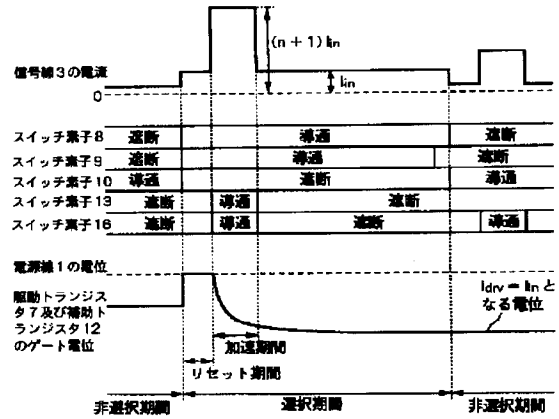 (n+1) Iin
信号線3の電流
Iin
0
スイッチ素子8 遮断 導通 遮断
スイッチ素子9 遮断 導通 遮断
スイッチ素子10 導通 遮断 導通
スイッチ素子13 遮断 導通 遮断
スイッチ素子16 遮断 導通 遮断 導通
電源線1の電位
駆動トランジス
タ7及び補助ト
ランジスタ12
のゲート電位
Idrv = Iin と
なる電位
加速期間
リセット期間
非選択期間 選択期間 非選択期間